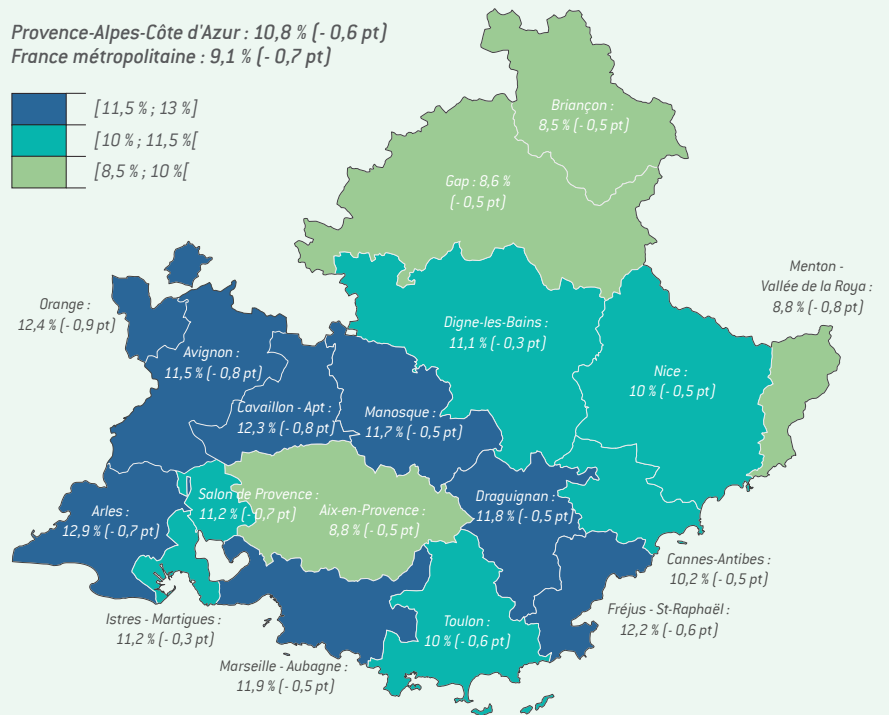 Provence-Alpes-Côte d'Azur : 10,8 % (- 0,6 pt)
France métropolitaine : 9,1 % (- 0,7 pt)
[11,5 % ; 13 %]
[10 % ; 11,5 %[
[8,5 % ; 10 %[
Briançon :
8,5 % (- 0,5 pt)
Gap : 8,6 %
(- 0,5 pt)
Menton -
Vallée de la Roya :
8,8 % (- 0,8 pt)
Orange :
12,4 % (- 0,9 pt)
Digne-les-Bains :
11,1 % (- 0,3 pt)
Avignon :
11,5 % (- 0,8 pt)
Nice :
10 % (- 0,5 pt)
Cavaillon - Apt :
12,3 % (- 0,8 pt)
Manosque :
11,7 % (- 0,5 pt)
Salon de Provence :
11,2 % (- 0,7 pt)
Draguignan :
11,8 % (- 0,5 pt)
Arles :
12,9 % (- 0,7 pt)
Aix-en-Provence :
8,8 % (- 0,5 pt)
Cannes-Antibes :
10,2 % (- 0,5 pt)
Fréjus - St-Raphaël :
12,2 % (- 0,6 pt)
Istres - Martigues :
11,2 % (- 0,3 pt)
Toulon :
10 % (- 0,6 pt)
Marseille - Aubagne :
11,9 % (- 0,5 pt)